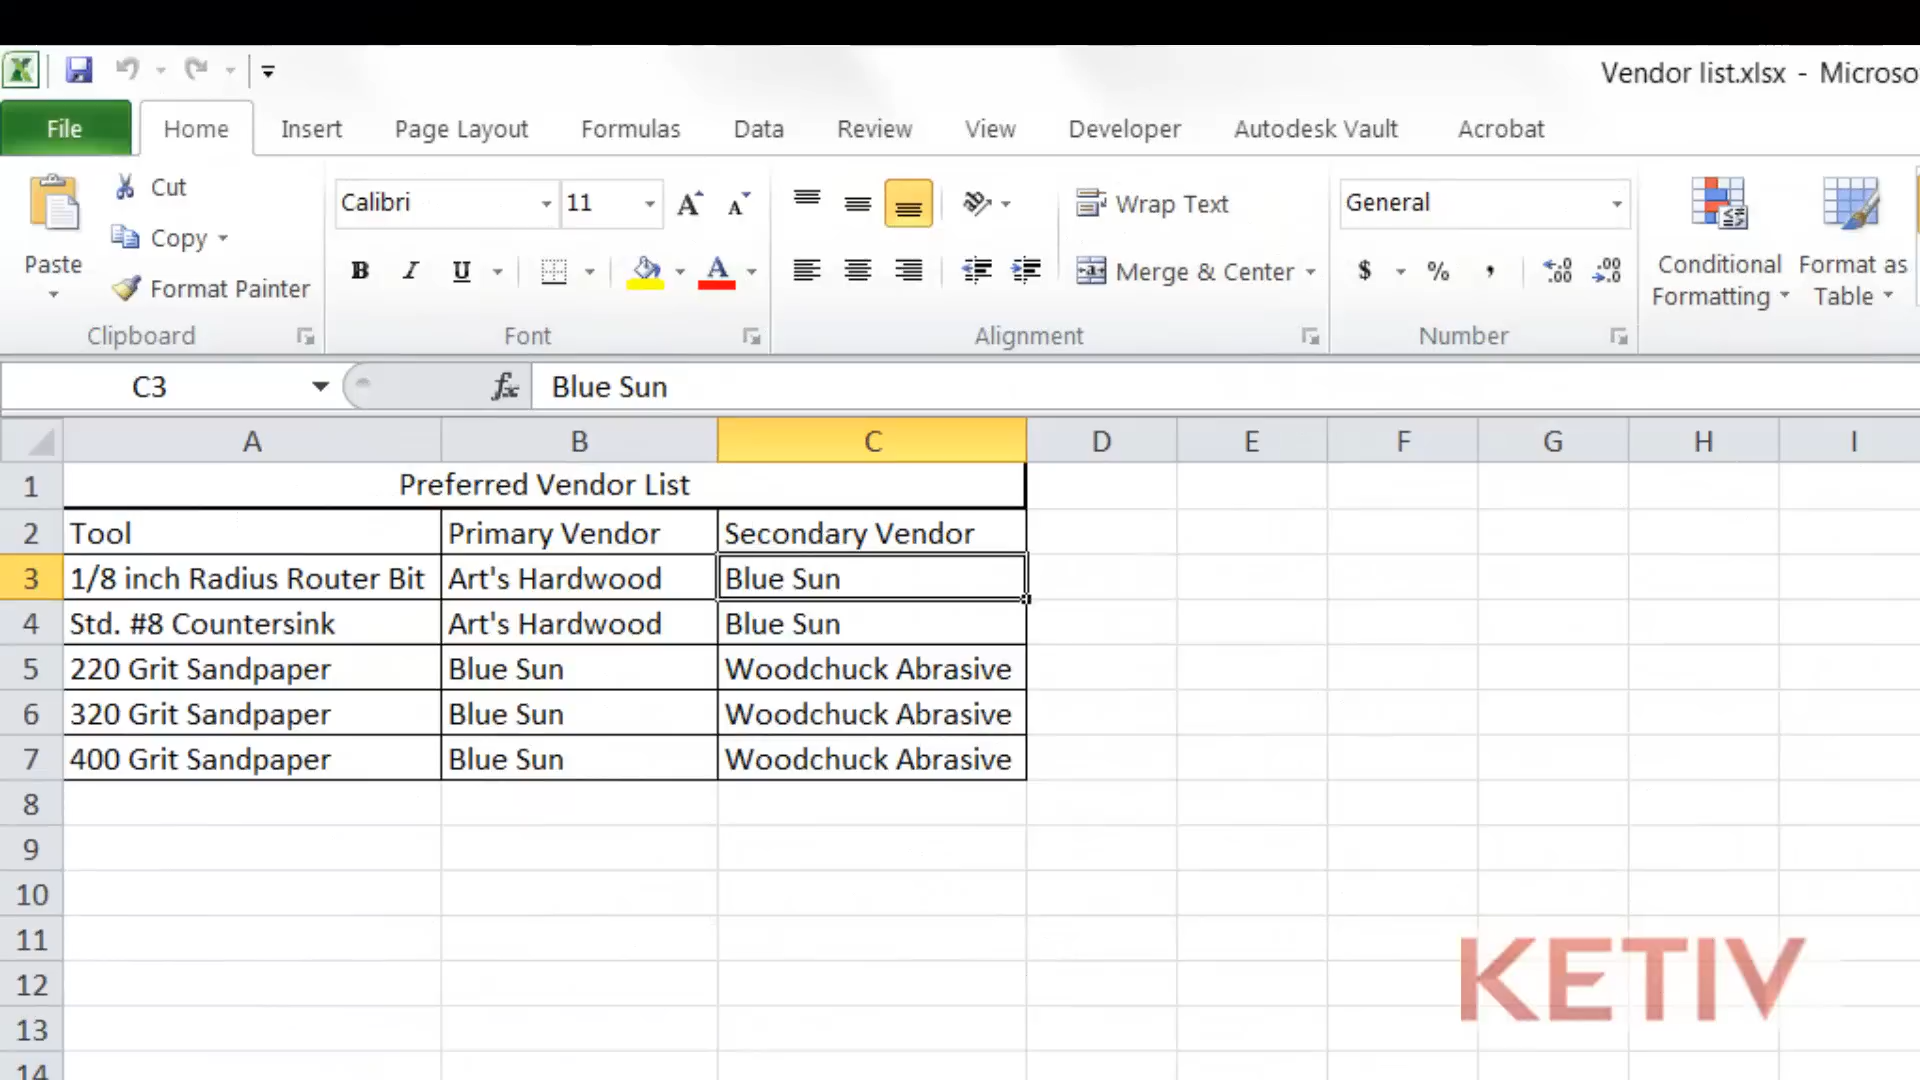 Vendor list.xlsx - Microso
File Home Insert Page Layout Formulas Data Review View Developer Autodesk Vault Acrobat
Paste
Cut
Copy
Format Painter
Clipboard
Calibri 11
B I U
Font
Wrap Text
Merge & Center
Alignment
General
$ % ,
Number
Conditional Formatting
Format as Table
C3 fx Blue Sun
A B C D E F G H I
1 Preferred Vendor List
2 Tool Primary Vendor Secondary Vendor
3 1/8 inch Radius Router Bit Art's Hardwood Blue Sun
4 Std. #8 Countersink Art's Hardwood Blue Sun
5 220 Grit Sandpaper Blue Sun Woodchuck Abrasive
6 320 Grit Sandpaper Blue Sun Woodchuck Abrasive
7 400 Grit Sandpaper Blue Sun Woodchuck Abrasive
8
9
10
11
12
13
14
KETIV